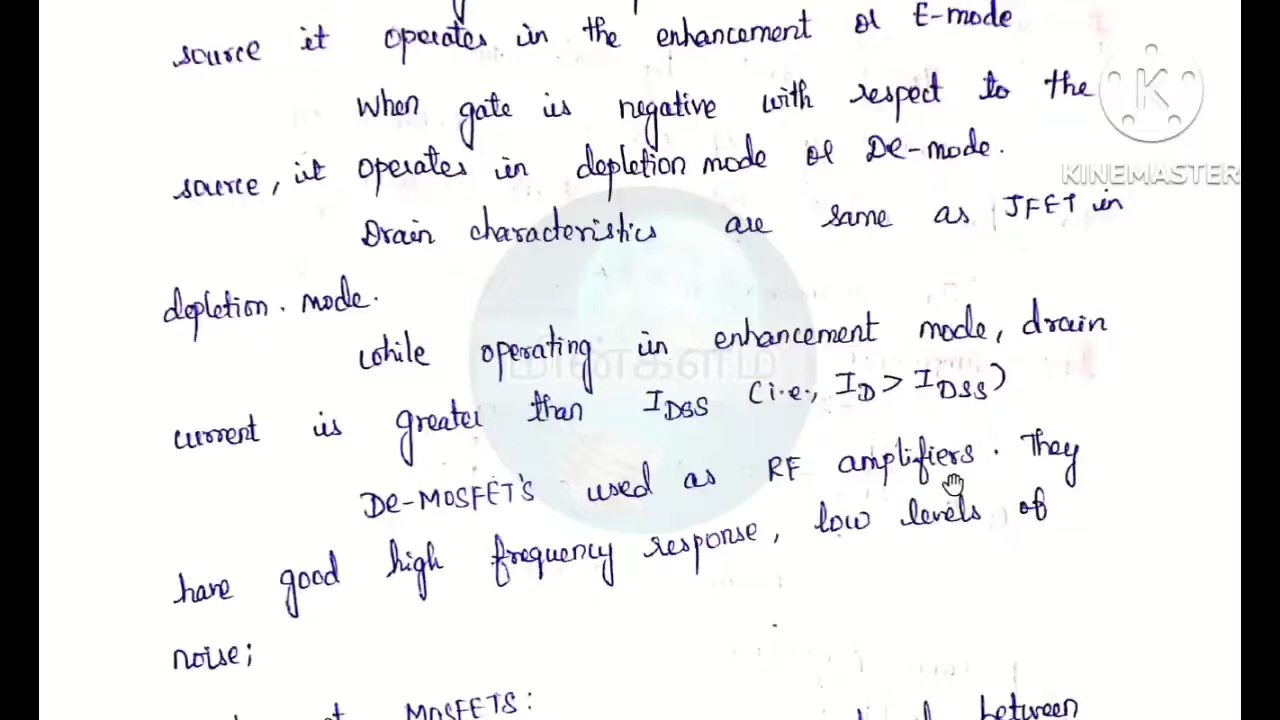 source it operates in the enhancement or E-mode
When gate is negative with respect to the
source, it operates in depletion mode or De-mode.
Drain characteristics are same as JFET in
depletion. mode.
while operating in enhancement mode, drain
current is greater than IDSS (i.e., ID > IDSS)
De-MOSFET's used as RF amplifiers. They
have good high frequency response, low levels of
noise;
MOSFETS:
between
K
KINEMASTER
மின்களம்